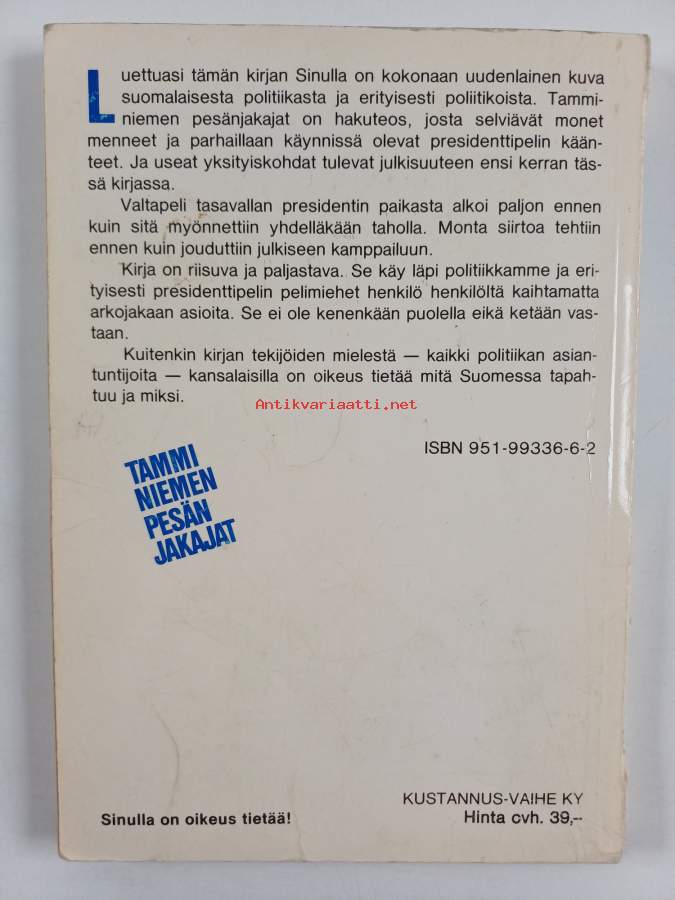 Luettuasi tämän kirjan Sinulla on kokonaan uudenlainen kuva
suomalaisesta politiikasta ja erityisesti poliitikoista. Tammi-
niemen pesänjakajat on hakuteos, josta selviävät monet
menneet ja parhaillaan käynnissä olevat presidenttipelin kään-
teet. Ja useat yksityiskohdat tulevat julkisuuteen ensi kerran täs-
sä kirjassa.
Valtapeli tasavallan presidentin paikasta alkoi paljon ennen
kuin sitä myönnettiin yhdelläkään taholla. Monta siirtoa tehtiin
ennen kuin jouduttiin julkiseen kamppailuun.
Kirja on riisuva ja paljastava. Se käy läpi politiikkamme ja eri-
tyisesti presidenttipelin pelimiehet henkilö henkilöltä kaihtamatta
arkojakaan asioita. Se ei ole kenenkään puolella eikä ketään vas-
taan.
Kuitenkin kirjan tekijöiden mielestä — kaikki politiikan asian-
tuntijoita — kansalaisilla on oikeus tietää mitä Suomessa tapah-
tuu ja miksi.
Antikvariaatti.net
ISBN 951-99336-6-2
TAMMI
NIEMEN
PESÄN
JAKAJAT
KUSTANNUS-VAIHE KY
Sinulla on oikeus tietää!
Hinta cvh. 39,--